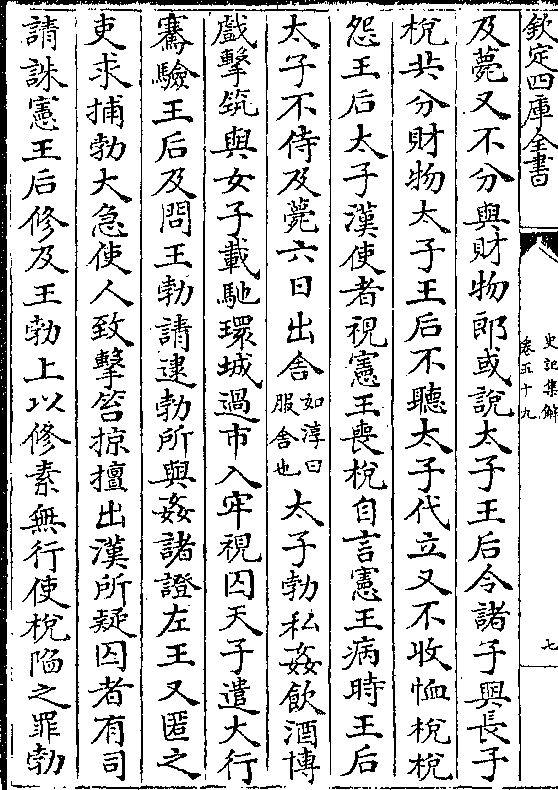 欽定四庫全書
史記集解
卷五十九
七
及薨又不分與財物郎或說太子王后令諸子與長子
梲共分財物太子王后不聽太子代立又不收恤梲梲
怨王后太子漢使者視憲王喪梲自言憲王病時王后
太子不侍及薨六日出舍如淳曰服舍也太子勃私姦飲酒博
戲擊筑與女子載馳環城過市入牢視囚天子遣大行
騫驗王后及問王勃請逮勃所與姦諸證左王又匿之
吏求捕勃大急使人致擊笞掠擅出漢所疑囚者有司
請誅憲王后修及王勃上以修素無行使梲陷之罪勃